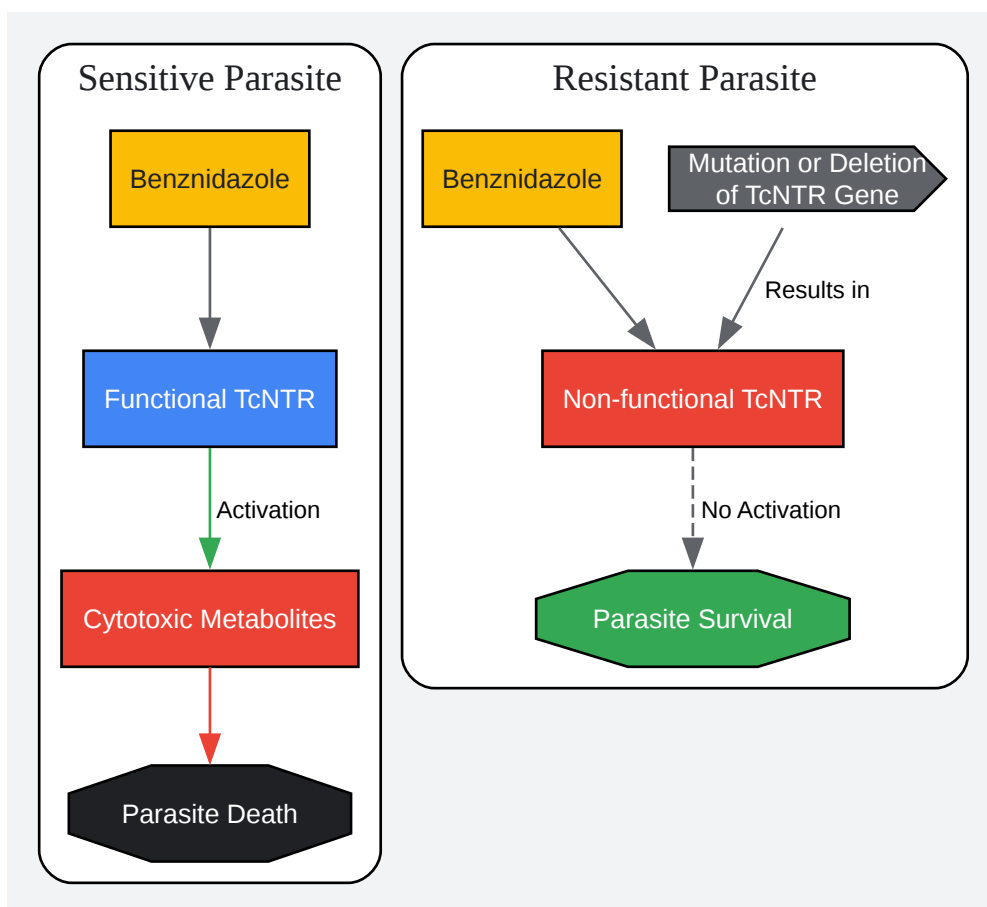 Sensitive Parasite
Benznidazole
Functional TcNTR
Activation
Cytotoxic Metabolites
Parasite Death
Resistant Parasite
Benznidazole
Mutation or Deletion
of TcNTR Gene
Results in
Non-functional TcNTR
No Activation
Parasite Survival